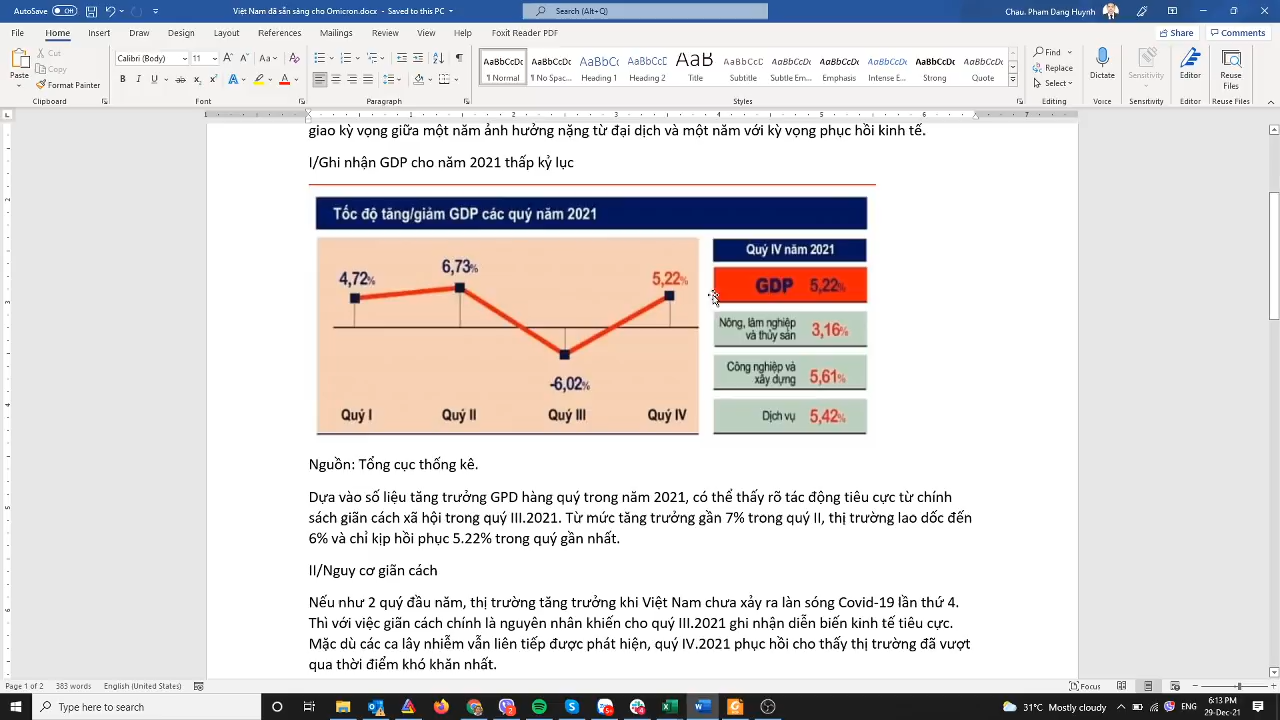 AutoSave On Việt Nam đã sẵn sàng cho... Saved to this PC Search Chau. Pham Dang Huynh
File Home Insert Draw Design Layout References Mailings Review View Help Foxit Reader PDF Share Comments
Paste Cut Copy Format Painter
Calibri (Body) 11
AaBbCcDc AaBbCcDc AaBbC AaBbCcC AaB AaBbCcC AaBbCcDc AaBbCcDc AaBbCcDc AaBbCcDc AaBbCcDc
¶ Normal ¶ No Spac... Heading 1 Heading 2 Title Subtitle Subtle Em... Emphasis Intense E... Strong Quote
Find Replace Select Dictate Sensitivity Editor Reuse Files
Clipboard Font Paragraph Styles Editing Voice Sensitivity Editor Reuse Files
giao kỳ vọng giữa một năm ảnh hưởng nặng từ đại dịch và một năm với kỳ vọng phục hồi kinh tế.
I/Ghi nhận GDP cho năm 2021 thấp kỷ lục
Tốc độ tăng/giảm GDP các quý năm 2021
4,72% 6,73% -6,02% 5,22%
Quý I Quý II Quý III Quý IV
Quý IV năm 2021
GDP 5,22%
Nông, lâm nghiệp và thủy sản 3,16%
Công nghiệp và xây dựng 5,61%
Dịch vụ 5,42%
Nguồn: Tổng cục thống kê.
Dựa vào số liệu tăng trưởng GPD hàng quý trong năm 2021, có thể thấy rõ tác động tiêu cực từ chính
sách giãn cách xã hội trong quý III.2021. Từ mức tăng trưởng gần 7% trong quý II, thị trường lao dốc đến
6% và chỉ kịp hồi phục 5.22% trong quý gần nhất.
II/Nguy cơ giãn cách
Nếu như 2 quý đầu năm, thị trường tăng trưởng khi Việt Nam chưa xảy ra làn sóng Covid-19 lần thứ 4.
Thì với việc giãn cách chính là nguyên nhân khiến cho quý III.2021 ghi nhận diễn biến kinh tế tiêu cực.
Mặc dù các ca lây nhiễm vẫn liên tiếp được phát hiện, quý IV.2021 phục hồi cho thấy thị trường đã vượt
qua thời điểm khó khăn nhất.
Page 1 of 2 383 words English (United States) Focus
Type here to search 31°C Mostly cloudy 6:13 PM
29-Dec-21